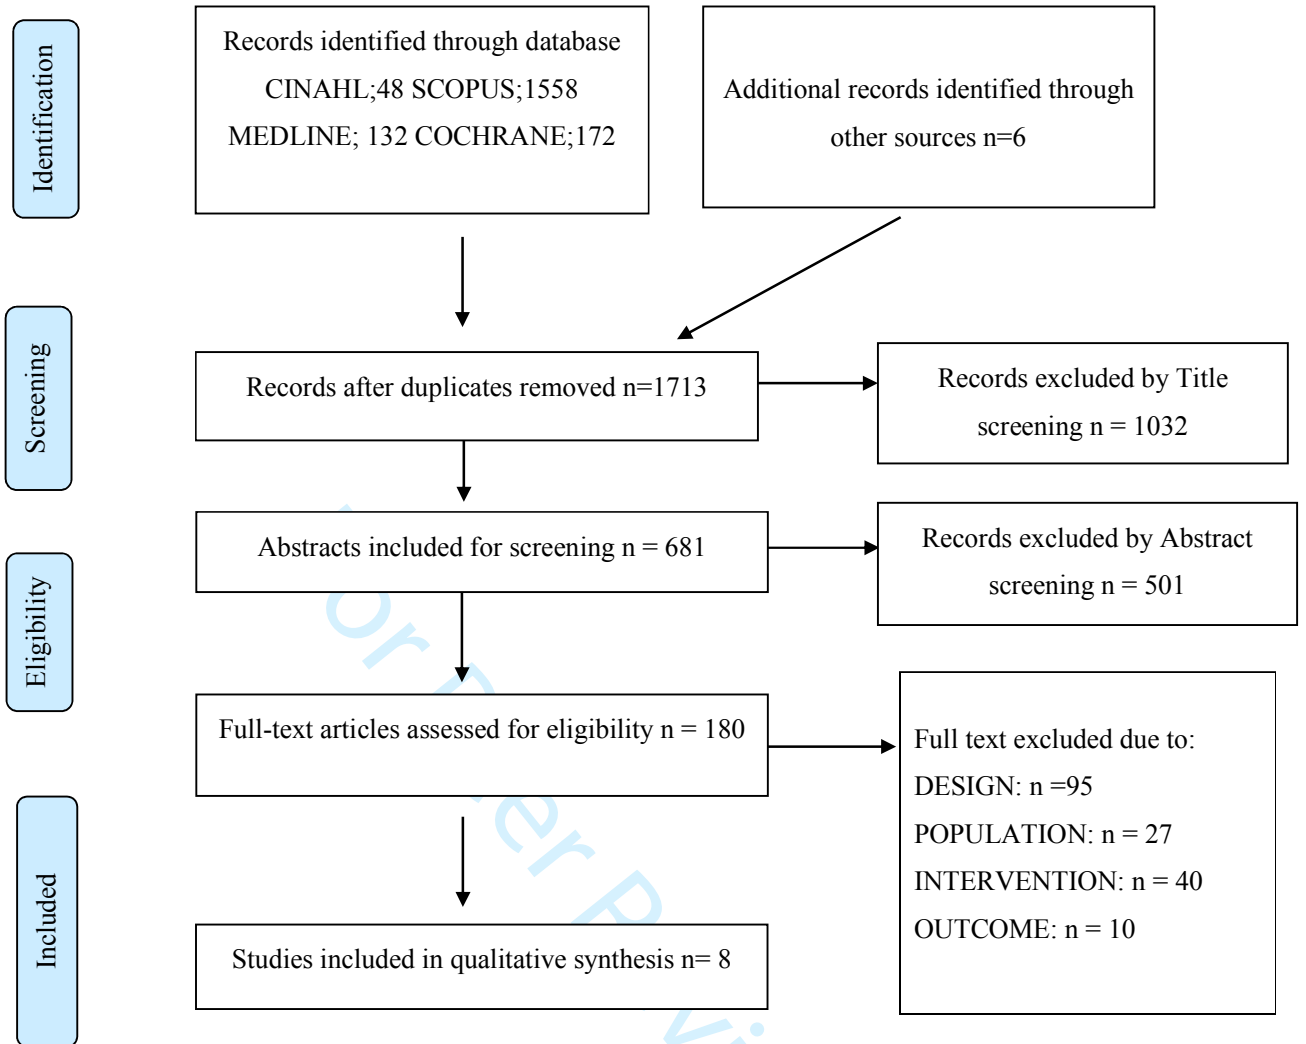 Identification
Records identified through database
CINAHL;48 SCOPUS;1558
MEDLINE; 132 COCHRANE;172
Additional records identified through
other sources n=6
Screening
Records after duplicates removed n=1713
Records excluded by Title
screening n = 1032
Abstracts included for screening n = 681
Records excluded by Abstract
screening n = 501
Eligibility
Full-text articles assessed for eligibility n = 180
Full text excluded due to:
DESIGN: n =95
POPULATION: n = 27
INTERVENTION: n = 40
OUTCOME: n = 10
Included
Studies included in qualitative synthesis n= 8